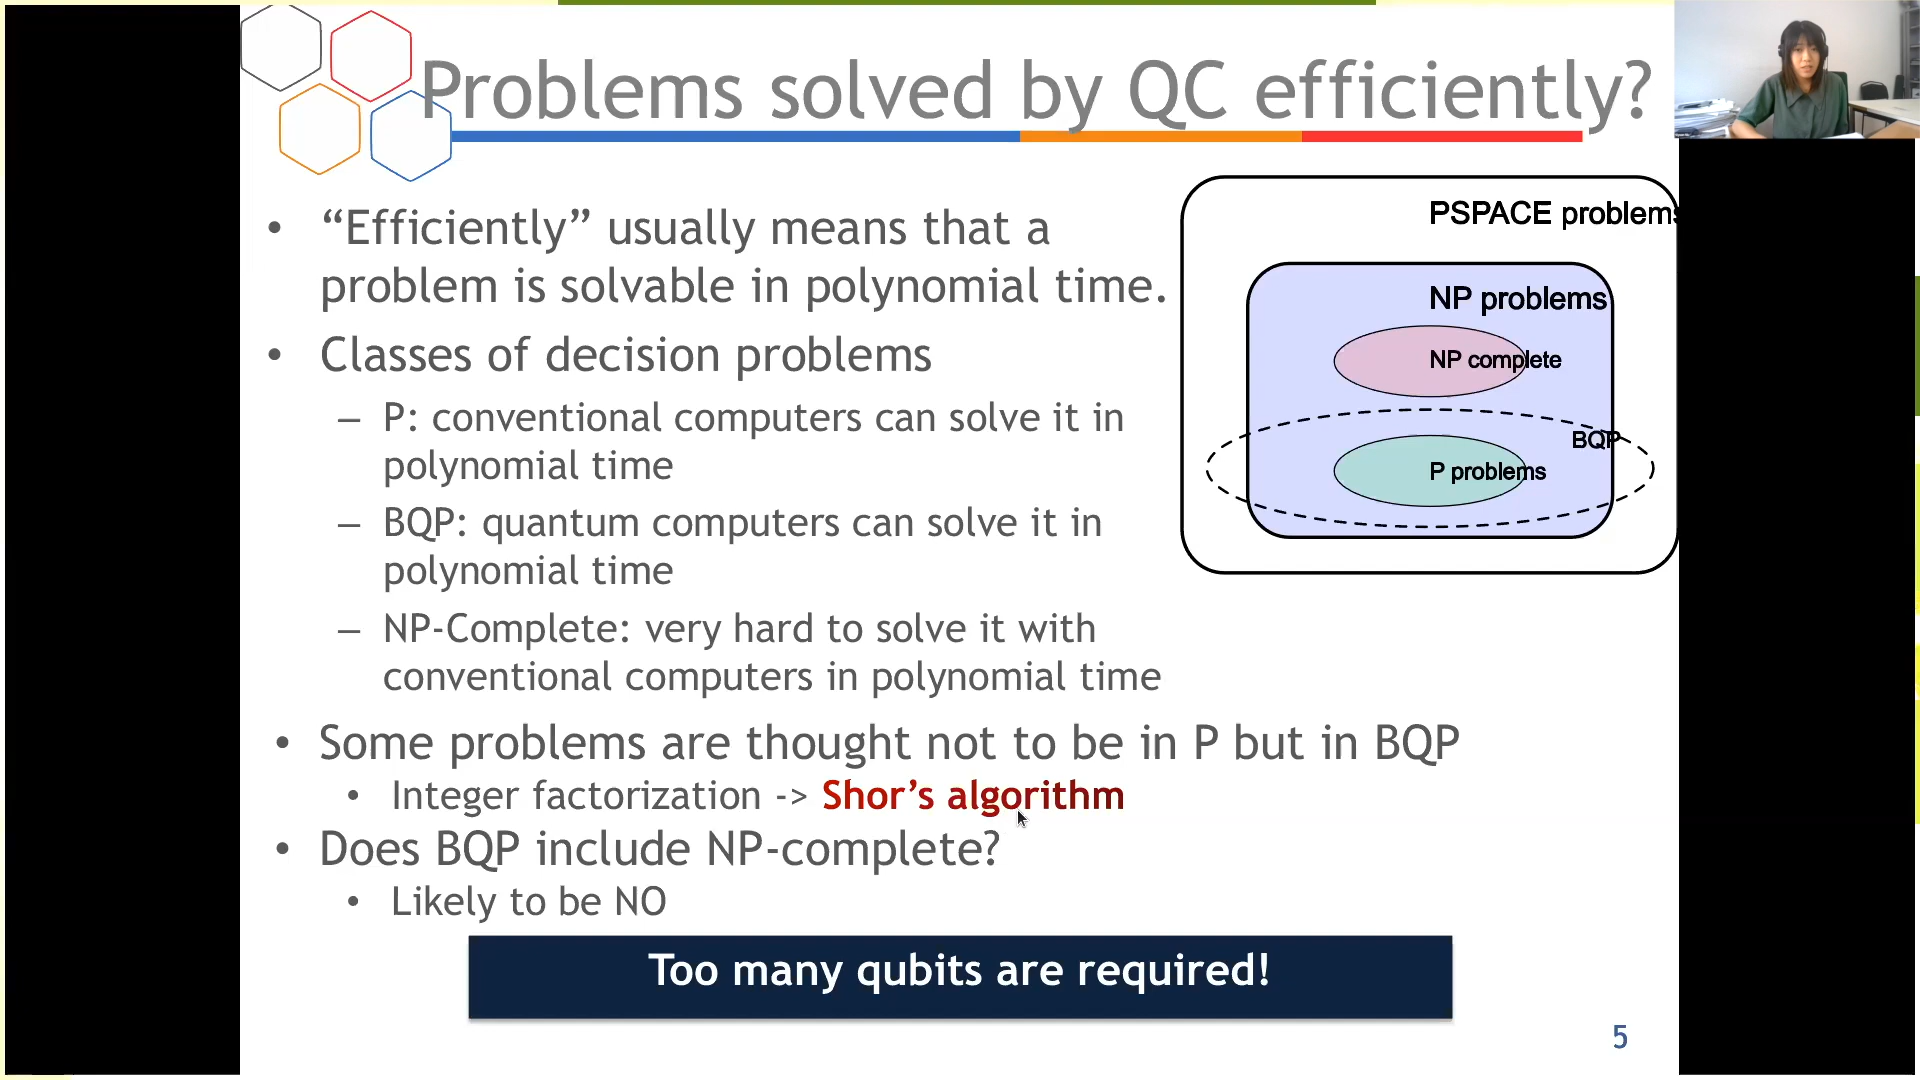 Problems solved by QC efficiently?
• “Efficiently” usually means that a
problem is solvable in polynomial time.
• Classes of decision problems
– P: conventional computers can solve it in
polynomial time
– BQP: quantum computers can solve it in
polynomial time
– NP-Complete: very hard to solve it with
conventional computers in polynomial time
PSPACE problems
NP problems
NP complete
BQP
P problems
• Some problems are thought not to be in P but in BQP
• Integer factorization -> Shor’s algorithm
• Does BQP include NP-complete?
• Likely to be NO
Too many qubits are required!
5